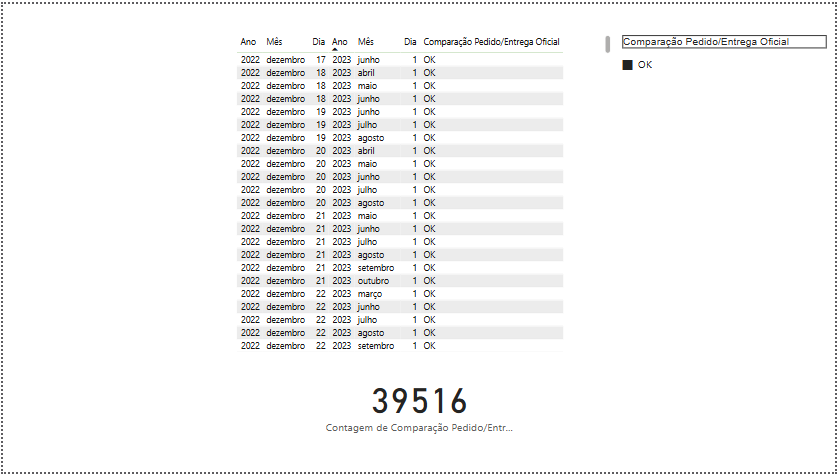 Ano Mês Dia Ano Mês Dia Comparação Pedido/Entrega Oficial
2022 dezembro 17 2023 junho 1 OK
2022 dezembro 18 2023 abril 1 OK
2022 dezembro 18 2023 maio 1 OK
2022 dezembro 18 2023 junho 1 OK
2022 dezembro 19 2023 junho 1 OK
2022 dezembro 19 2023 julho 1 OK
2022 dezembro 19 2023 agosto 1 OK
2022 dezembro 20 2023 abril 1 OK
2022 dezembro 20 2023 maio 1 OK
2022 dezembro 20 2023 junho 1 OK
2022 dezembro 20 2023 julho 1 OK
2022 dezembro 20 2023 agosto 1 OK
2022 dezembro 21 2023 maio 1 OK
2022 dezembro 21 2023 junho 1 OK
2022 dezembro 21 2023 julho 1 OK
2022 dezembro 21 2023 agosto 1 OK
2022 dezembro 21 2023 setembro 1 OK
2022 dezembro 21 2023 outubro 1 OK
2022 dezembro 22 2023 março 1 OK
2022 dezembro 22 2023 junho 1 OK
2022 dezembro 22 2023 julho 1 OK
2022 dezembro 22 2023 agosto 1 OK
2022 dezembro 22 2023 setembro 1 OK
Comparação Pedido/Entrega Oficial
OK
39516
Contagem de Comparação Pedido/Entr...